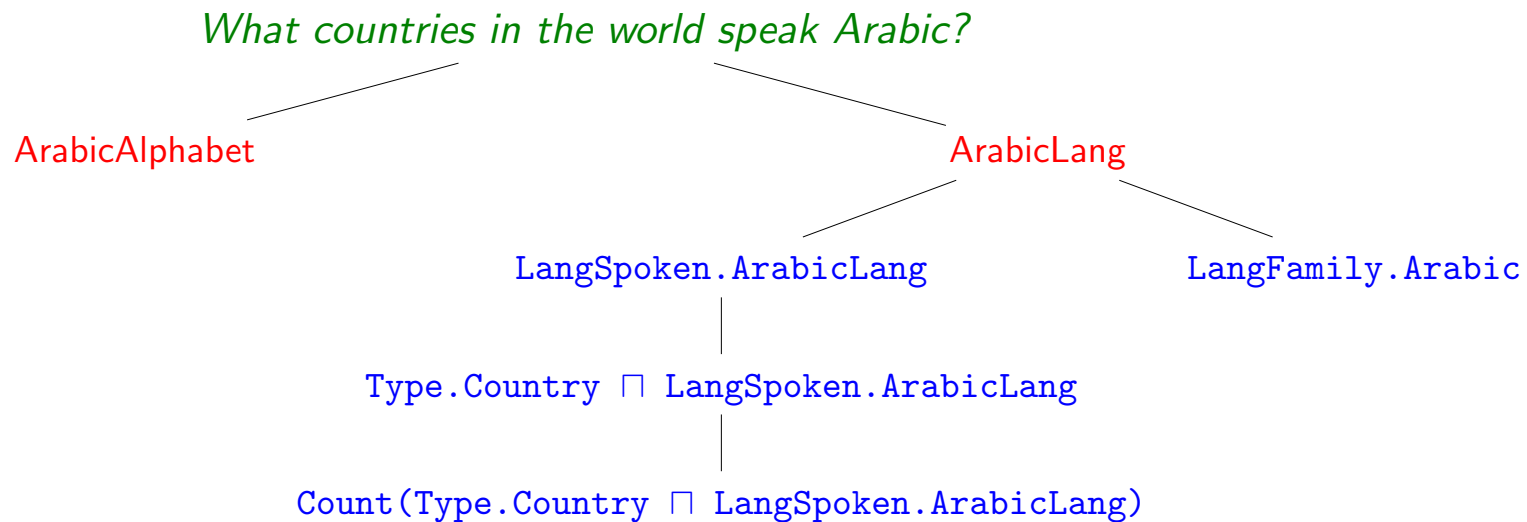 What countries in the world speak Arabic?
ArabicAlphabet ArabicLang
LangSpoken.ArabicLang LangFamily.Arabic
Type.Country ⊓ LangSpoken.ArabicLang
Count(Type.Country ⊓ LangSpoken.ArabicLang)